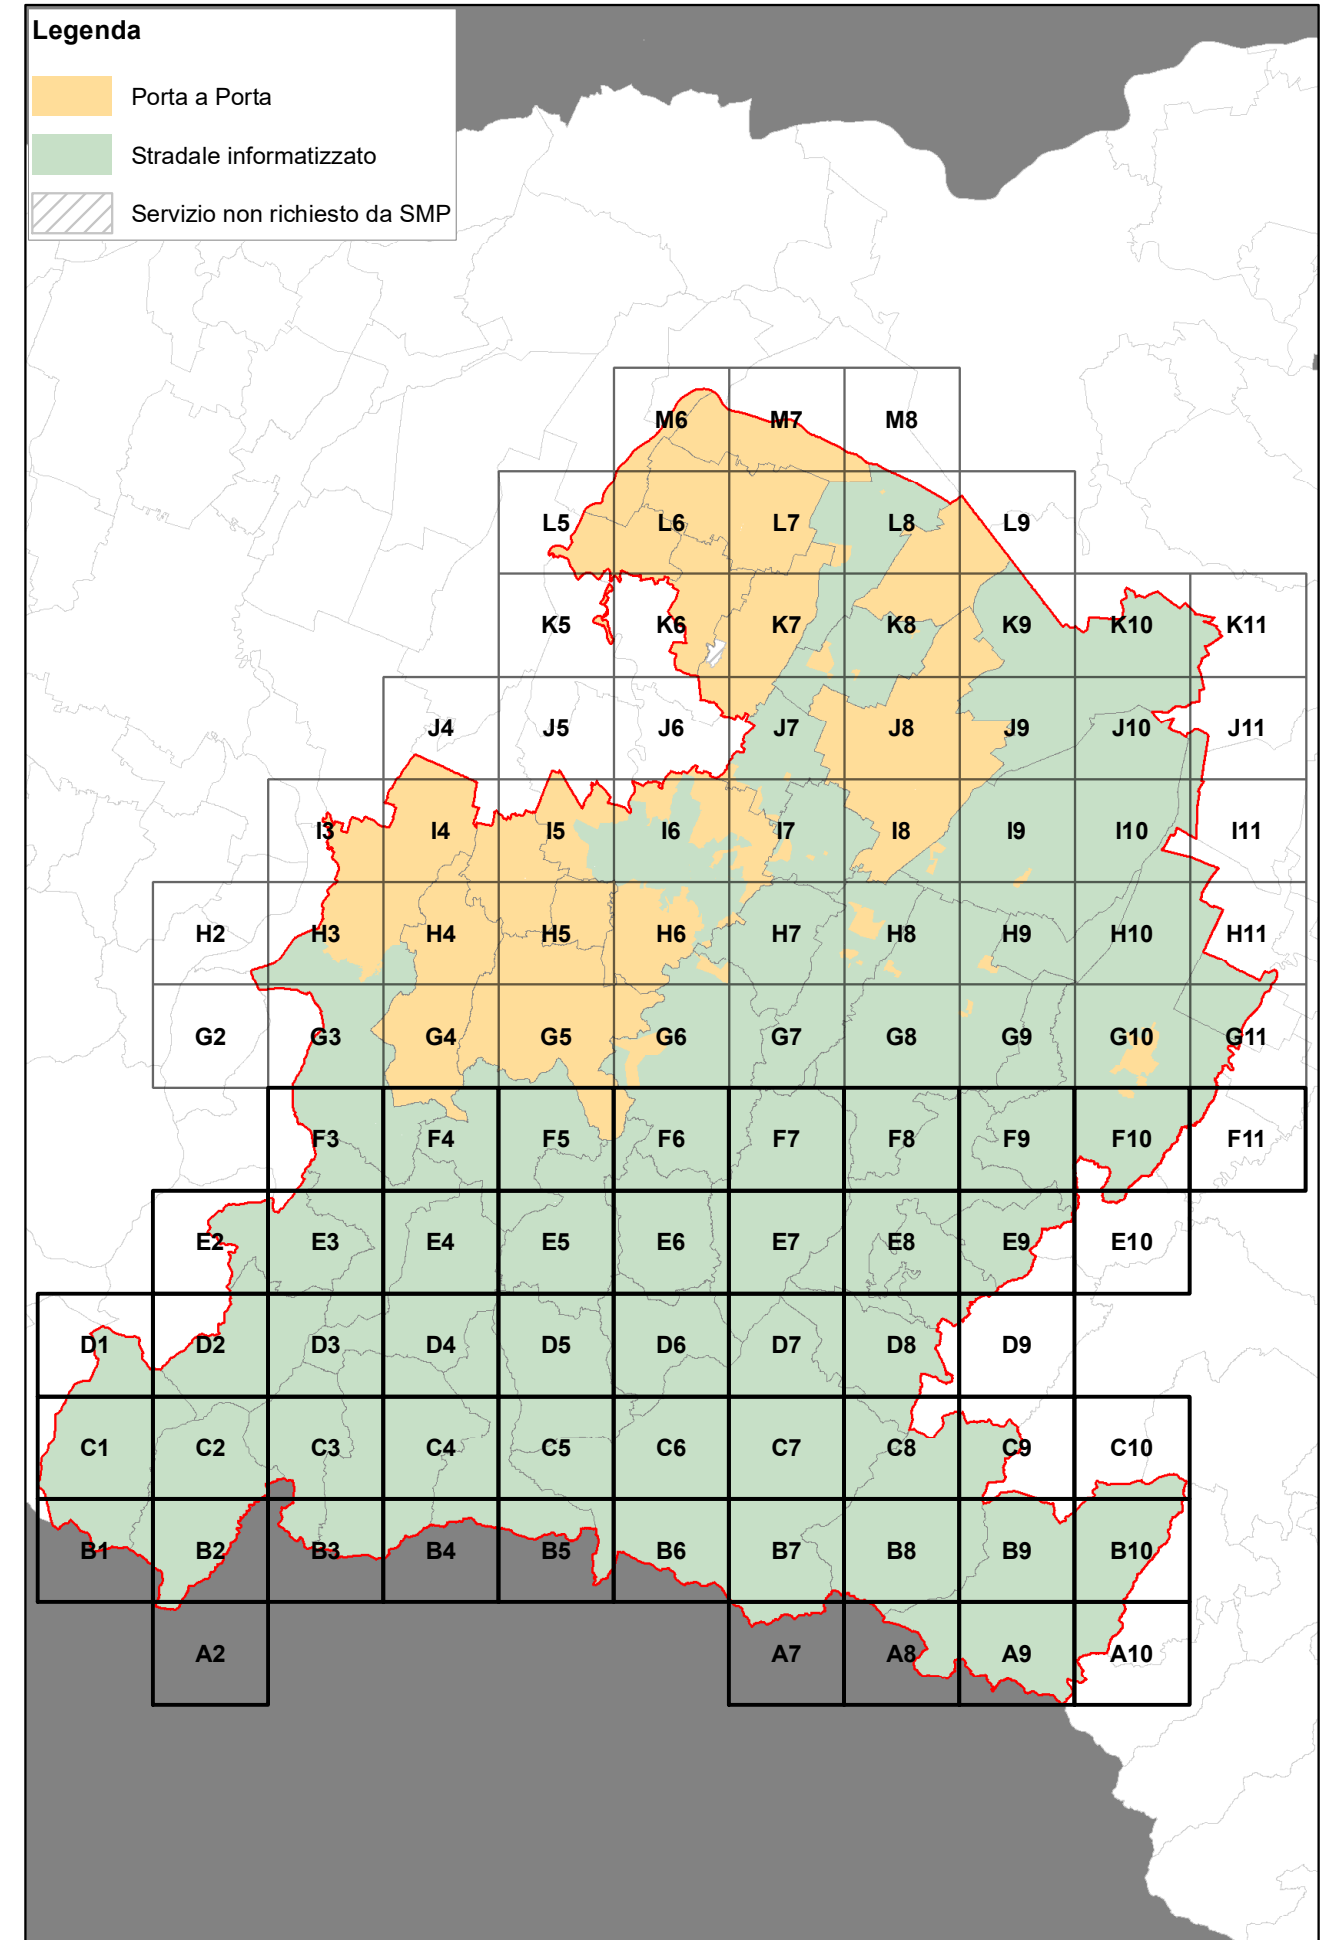 Legenda
Porta a Porta
Stradale informatizzato
Servizio non richiesto da SMP
M6 M7 M8
L5 L6 L7 L8 L9
K5 K6 K7 K8 K9 K10 K11
J4 J5 J6 J7 J8 J9 J10 J11
I3 I4 I5 I6 I7 I8 I9 I10 I11
H2 H3 H4 H5 H6 H7 H8 H9 H10 H11
G2 G3 G4 G5 G6 G7 G8 G9 G10 G11
F3 F4 F5 F6 F7 F8 F9 F10 F11
E2 E3 E4 E5 E6 E7 E8 E9 E10
D1 D2 D3 D4 D5 D6 D7 D8 D9
C1 C2 C3 C4 C5 C6 C7 C8 C9 C10
B1 B2 B3 B4 B5 B6 B7 B8 B9 B10
A2 A7 A8 A9 A10